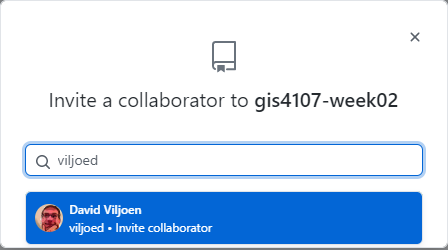 Invite a collaborator to gis4107-week02
viljoed
David Viljoen
viljoed • Invite collaborator